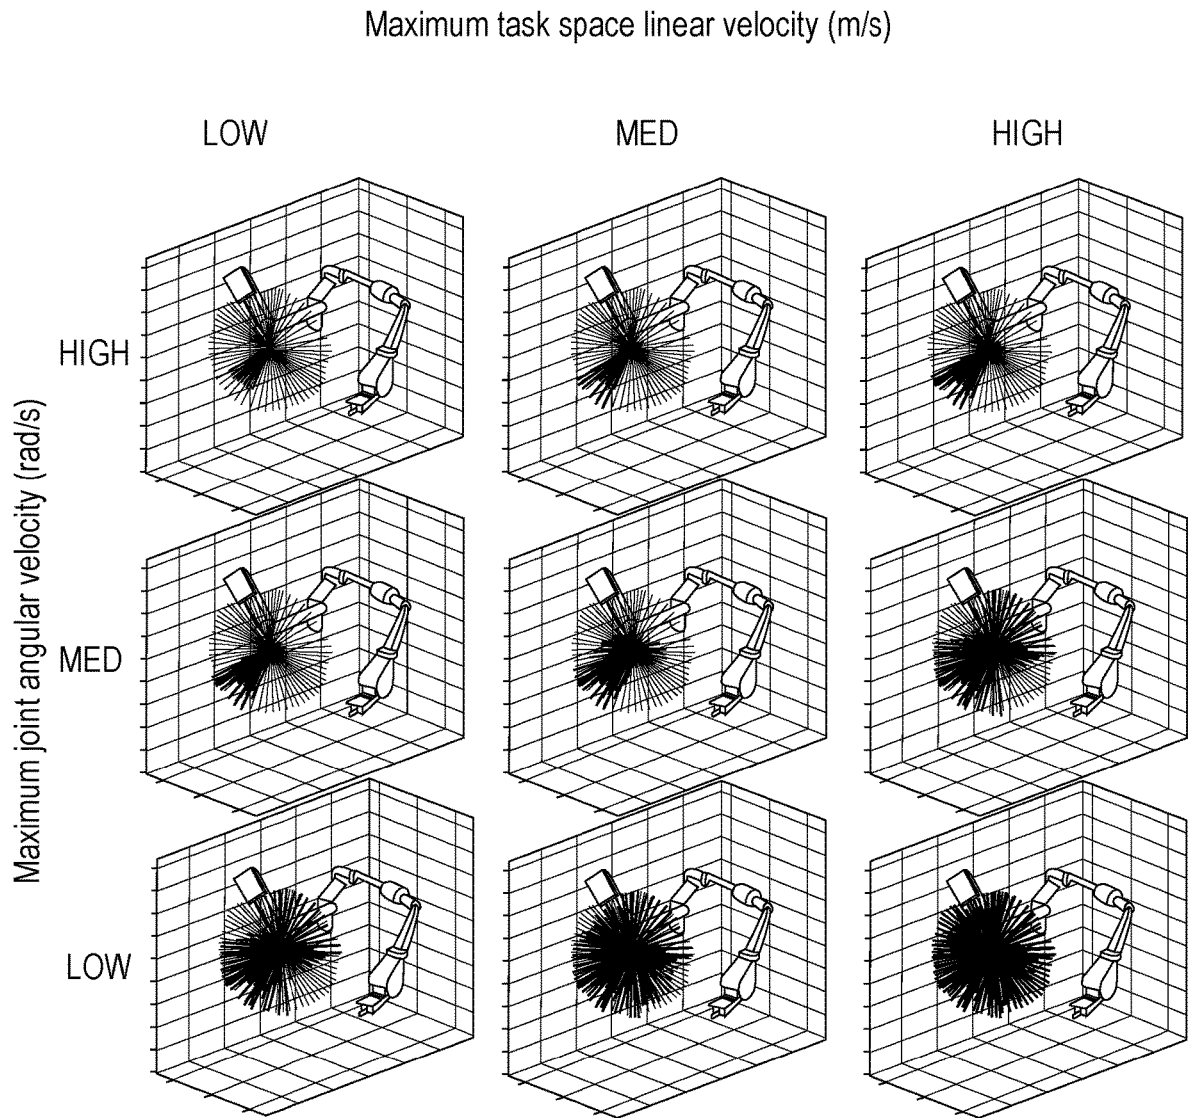 Maximum task space linear velocity (m/s)
LOW
MED
HIGH
Maximum joint angular velocity (rad/s)
HIGH
MED
LOW